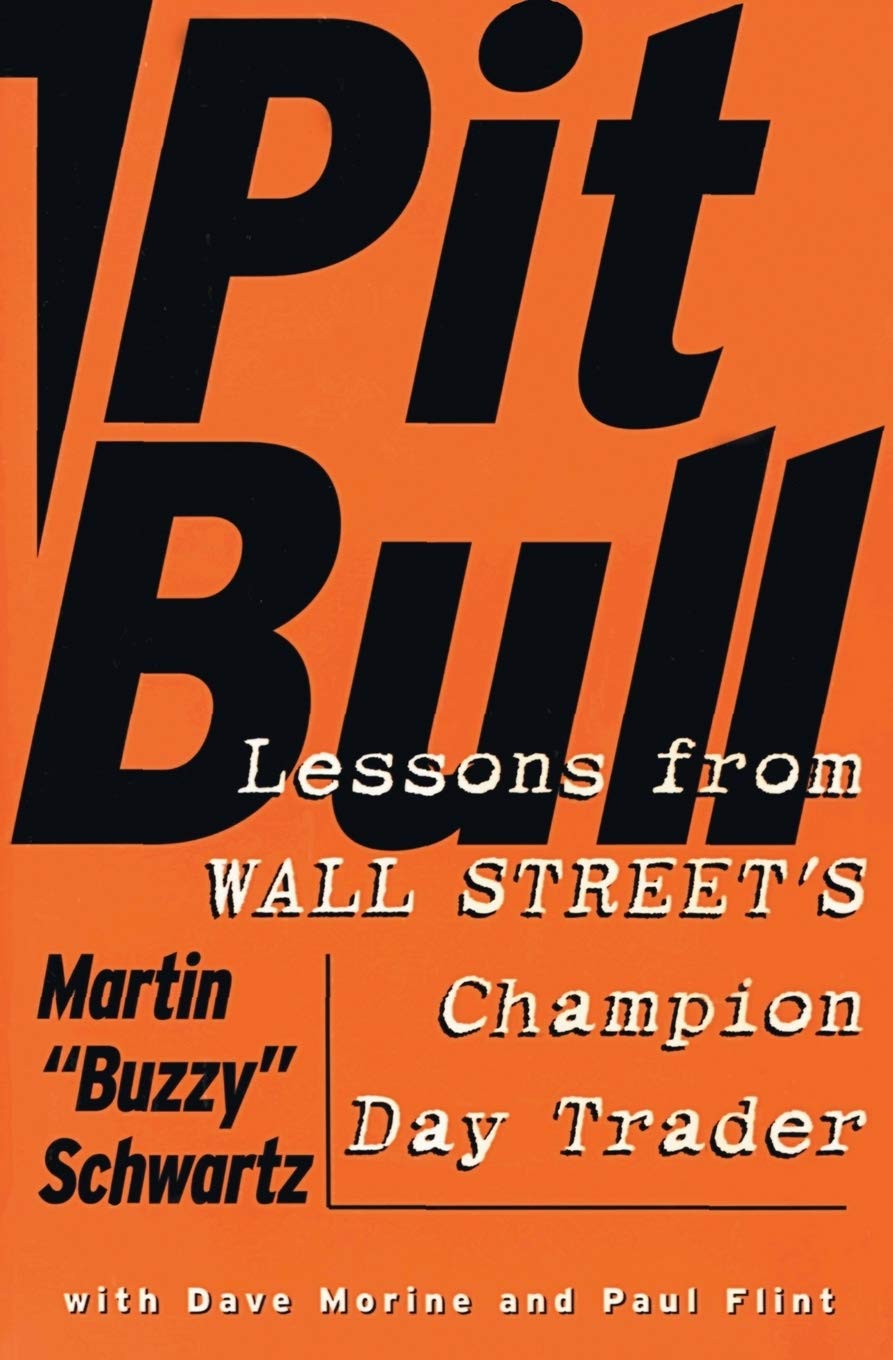 Pit
Bull
Lessons from
WALL STREET'S
Champion
Day Trader
Martin
"Buzzy"
Schwartz
with Dave Morine and Paul Flint